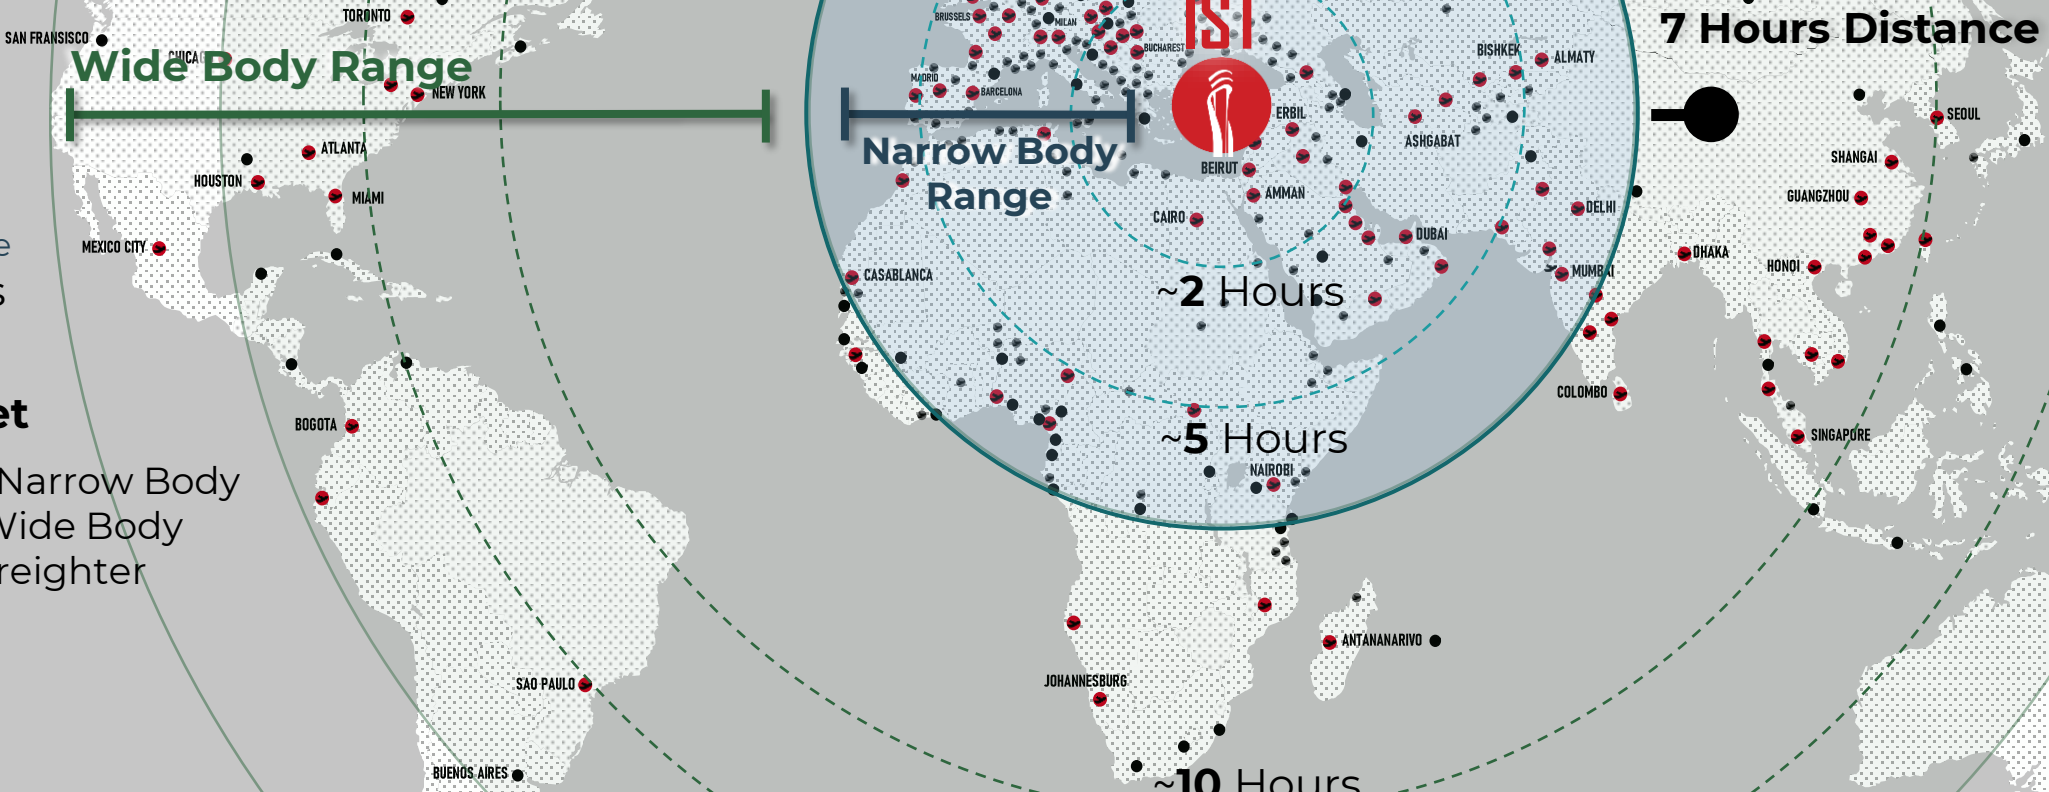 TORONTO
BRUSSELS
MILAN
IST
7 Hours Distance
SAN FRANSISCO
BUCHAREST
BISHKEK
ALMATY
CHICAG
Wide Body Range
MADRID
BARCELONA
NEW YORK
ERBIL
SEOUL
ATLANTA
ASHGABAT
Narrow Body
Range
SHANGAI
BEIRUT
HOUSTON
MIAMI
AMMAN
GUANGZHOU
CAIRO
DELHI
DUBAI
MEXICO CITY
e
DHAKA
HONOI
CASABLANCA
MUMBAI
s
~2 Hours
COLOMBO
et
BOGOTA
~5 Hours
SINGAPORE
NAIROBI
Narrow Body
Wide Body
reighter
ANTANANARIVO
JOHANNESBURG
SAO PAULO
BUENOS AIRES
~10 Hours